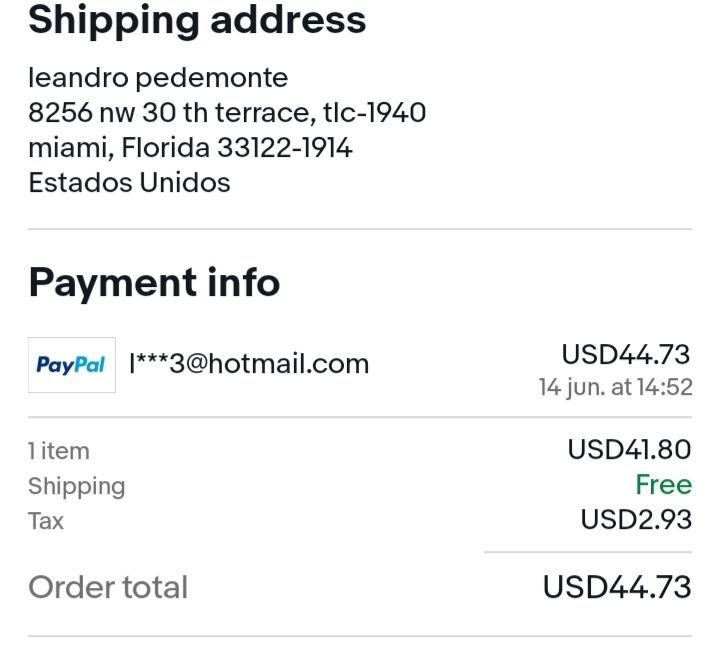 Shipping address
leandro pedemonte
8256 nw 30 th terrace, tlc-1940
miami, Florida 33122-1914
Estados Unidos
Payment info
PayPal l***3@hotmail.com USD44.73
14 jun. at 14:52
1 item USD41.80
Shipping Free
Tax USD2.93
Order total USD44.73